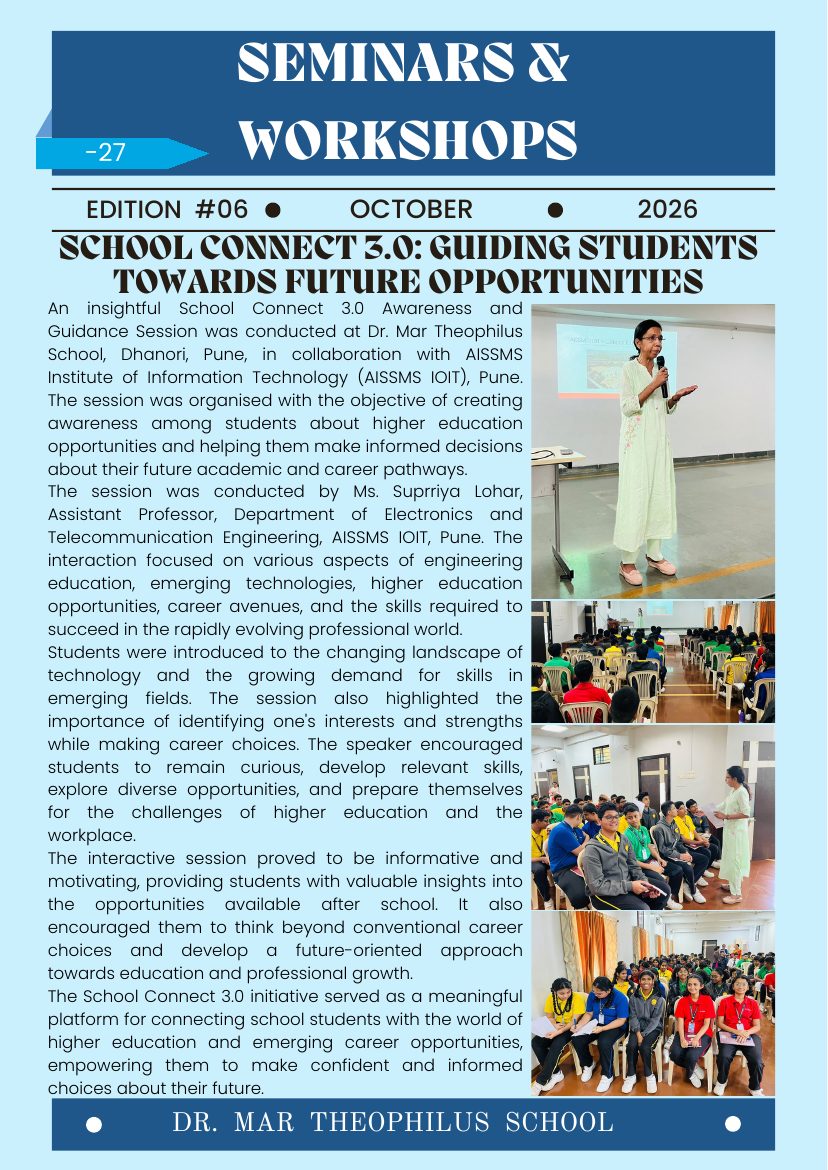 SEMINARS &
WORKSHOPS
-27
EDITION #06 ● OCTOBER ● 2026
SCHOOL CONNECT 3.0: GUIDING STUDENTS
TOWARDS FUTURE OPPORTUNITIES
An insightful School Connect 3.0 Awareness and
Guidance Session was conducted at Dr. Mar Theophilus
School, Dhanori, Pune, in collaboration with AISSMS
Institute of Information Technology (AISSMS IOIT), Pune.
The session was organised with the objective of creating
awareness among students about higher education
opportunities and helping them make informed decisions
about their future academic and career pathways.
The session was conducted by Ms. Suprriya Lohar,
Assistant Professor, Department of Electronics and
Telecommunication Engineering, AISSMS IOIT, Pune. The
interaction focused on various aspects of engineering
education, emerging technologies, higher education
opportunities, career avenues, and the skills required to
succeed in the rapidly evolving professional world.
Students were introduced to the changing landscape of
technology and the growing demand for skills in
emerging fields. The session also highlighted the
importance of identifying one's interests and strengths
while making career choices. The speaker encouraged
students to remain curious, develop relevant skills,
explore diverse opportunities, and prepare themselves
for the challenges of higher education and the
workplace.
The interactive session proved to be informative and
motivating, providing students with valuable insights into
the opportunities available after school. It also
encouraged them to think beyond conventional career
choices and develop a future-oriented approach
towards education and professional growth.
The School Connect 3.0 initiative served as a meaningful
platform for connecting school students with the world of
higher education and emerging career opportunities,
empowering them to make confident and informed
choices about their future.
DR. MAR THEOPHILUS SCHOOL